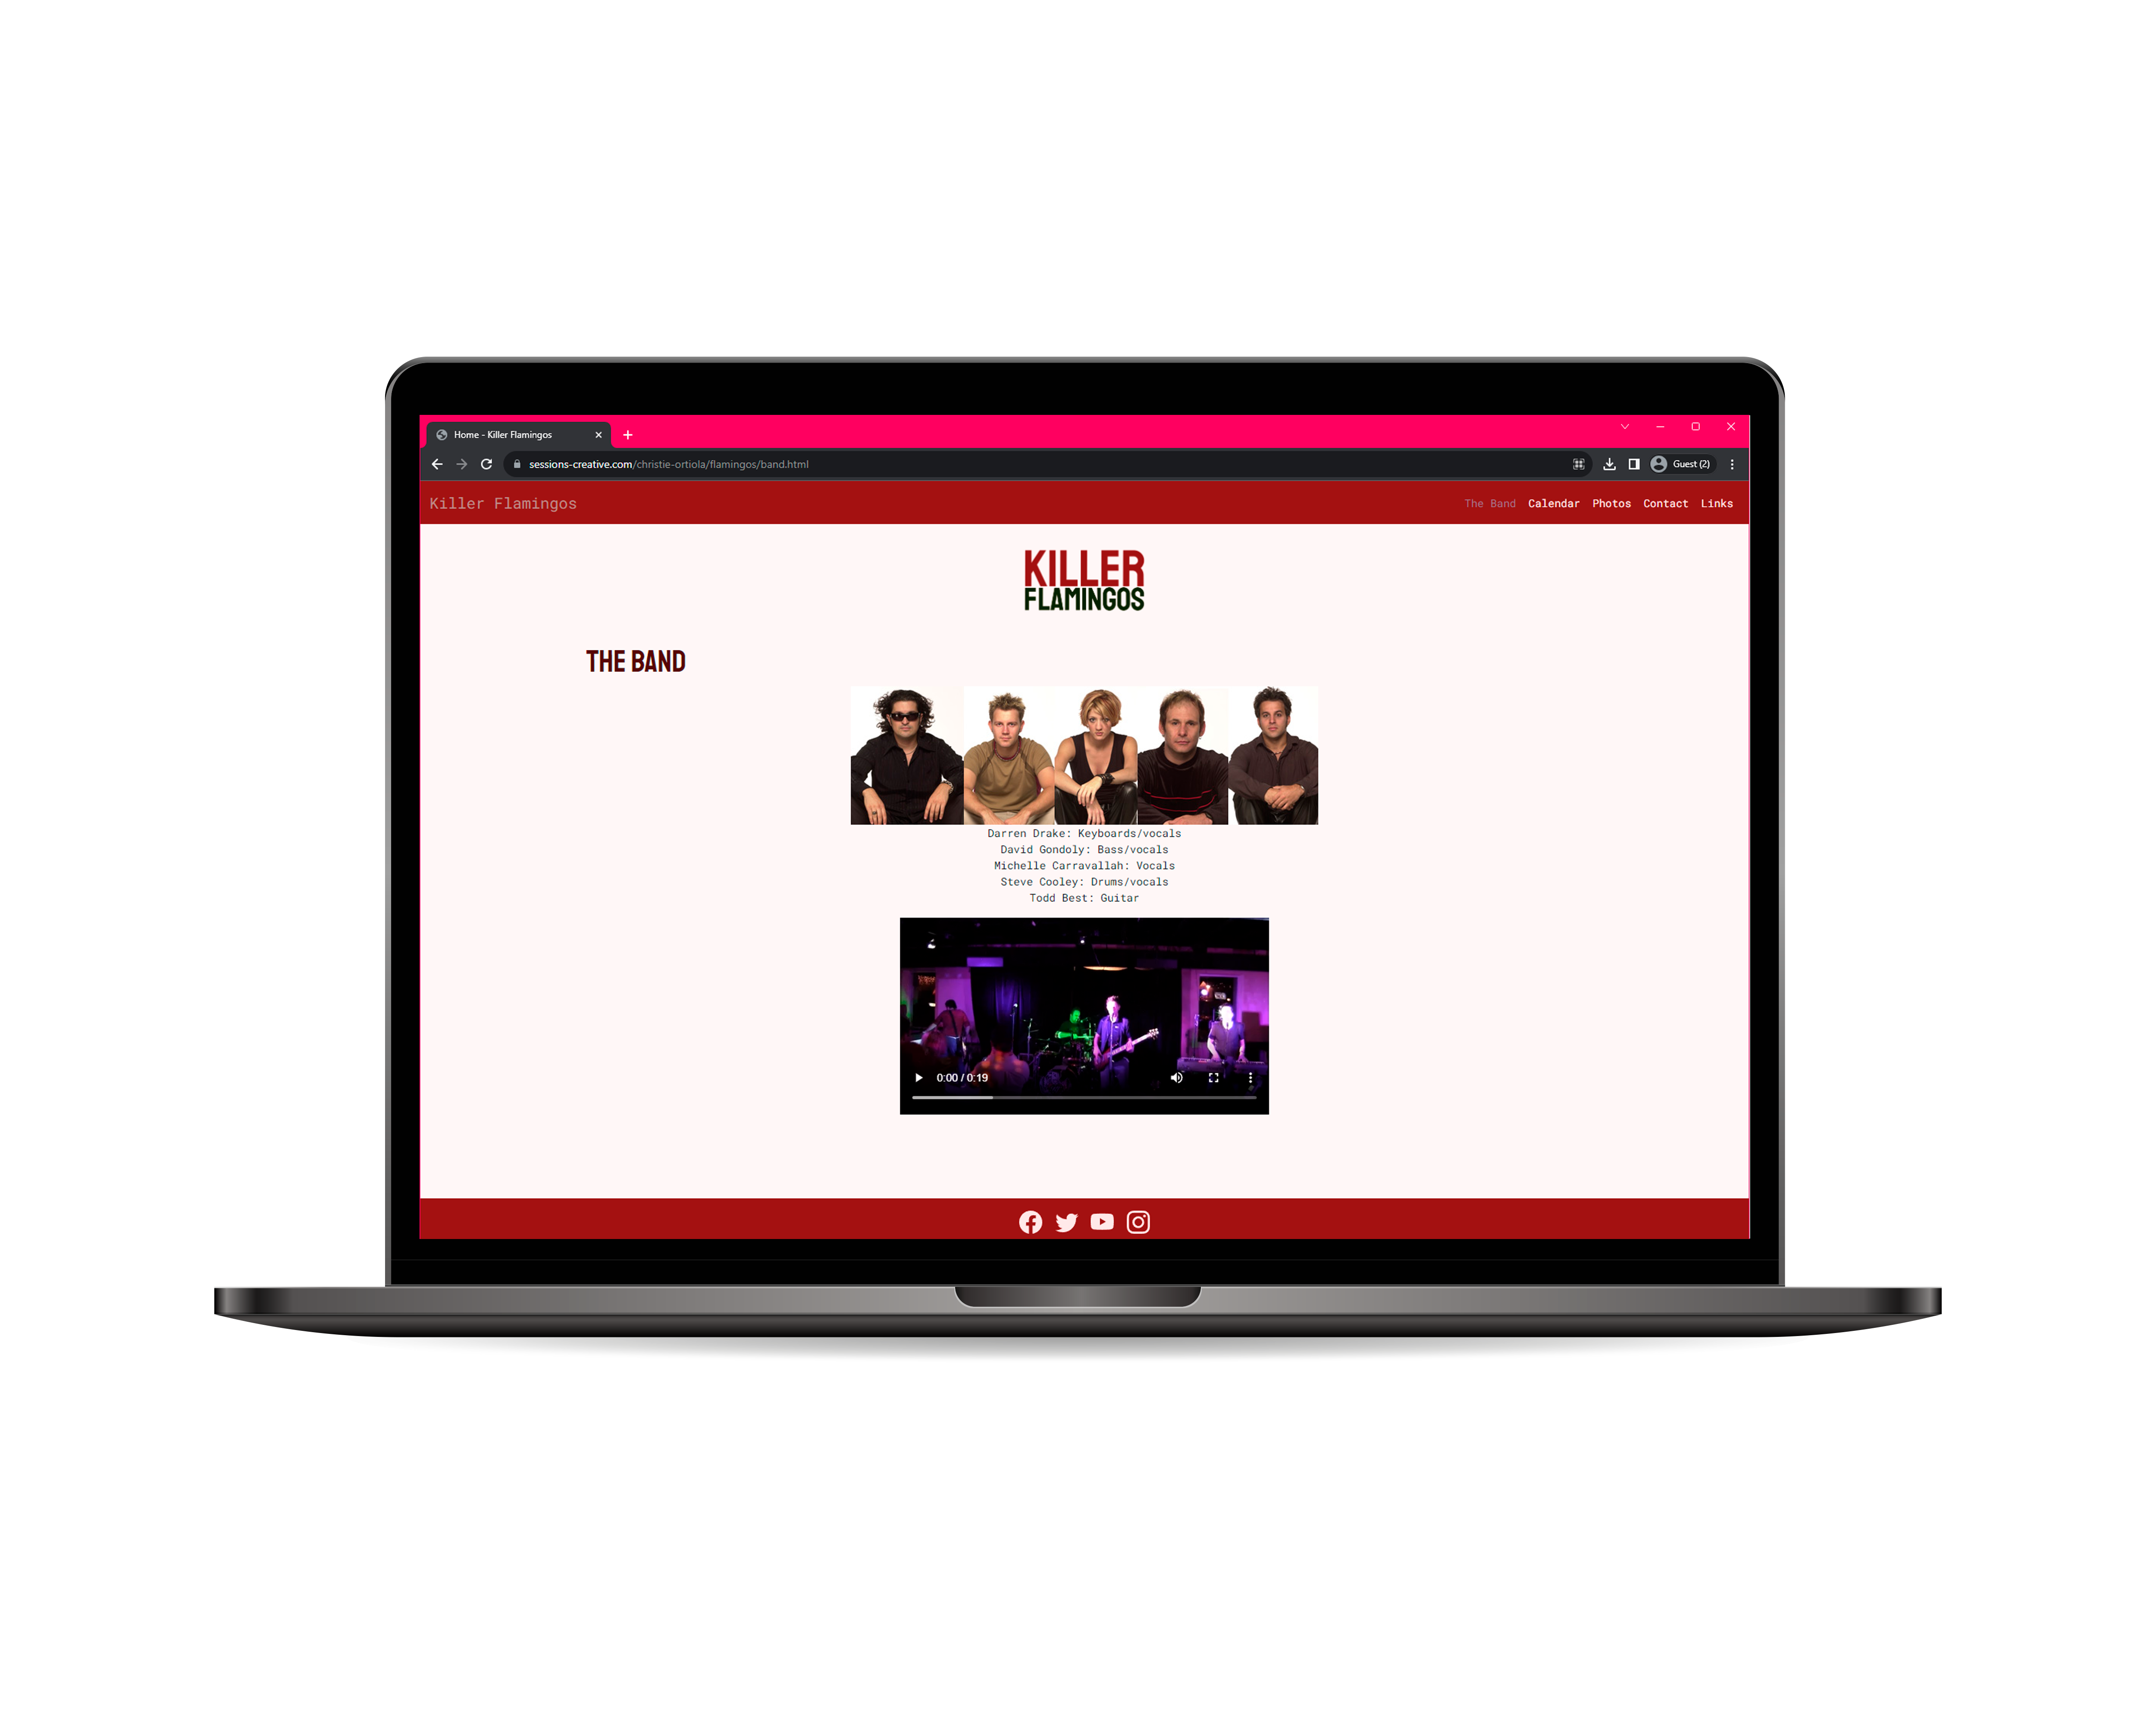 Home - Killer Flamingos
sessions-creative.com/christie-ortiola/flamingos/band.html
Guest (2)
Killer Flamingos
The Band Calendar Photos Contact Links
KILLER
FLAMINGOS
THE BAND
Darren Drake: Keyboards/vocals
David Gondoly: Bass/vocals
Michelle Carravallah: Vocals
Steve Cooley: Drums/vocals
Todd Best: Guitar
0:00 / 0:19